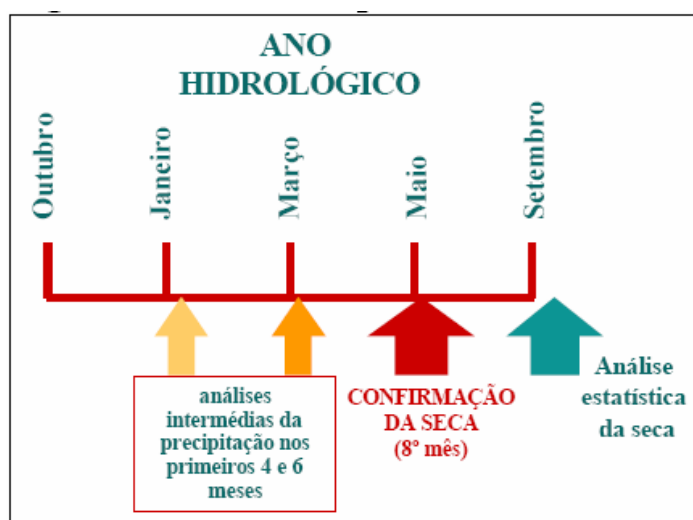 ANO
HIDROLÓGICO
Outubro
Janeiro
Março
Maio
Setembro
análises
intermédias da
precipitação nos
primeiros 4 e 6
meses
CONFIRMAÇÃO
DA SECA
(8º mês)
Análise
estatística
da seca